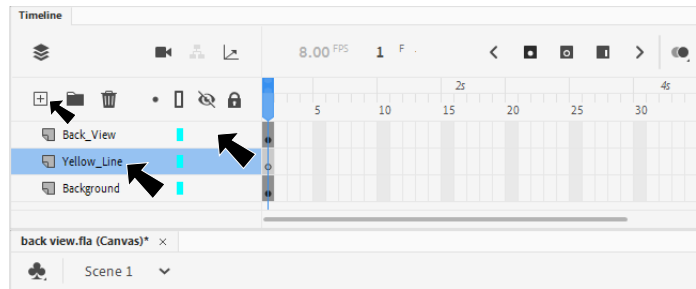 Timeline
8.00 FPS 1 F
2s 4s
5 10 15 20 25 30
Back_View
Yellow_Line
Background
back view.fla (Canvas)* ×
Scene 1